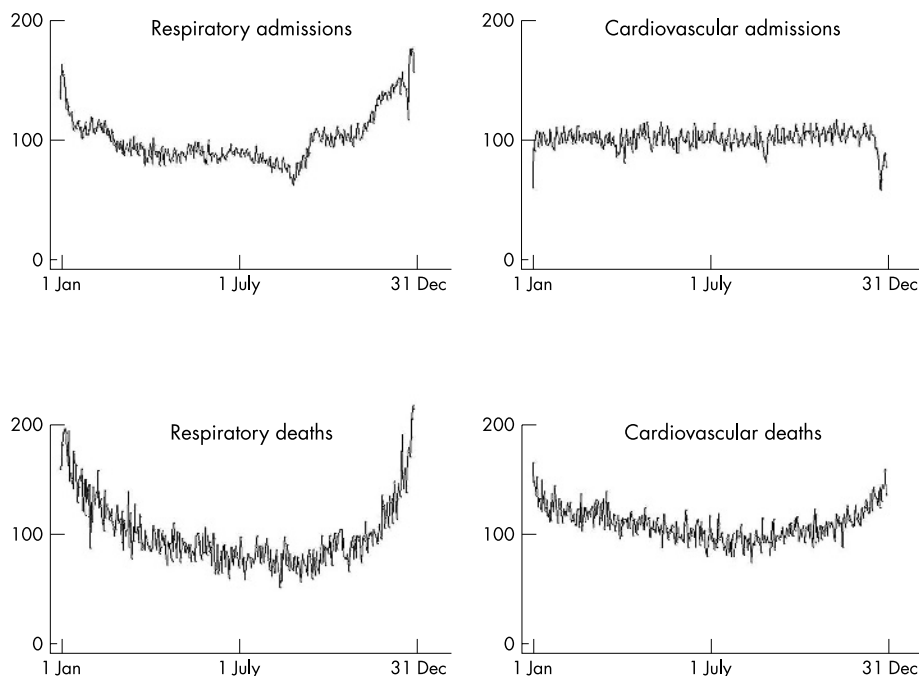 200
Respiratory admissions
100
0
1 Jan
1 July
31 Dec
200
Cardiovascular admissions
100
0
1 Jan
1 July
31 Dec
200
Respiratory deaths
100
0
1 Jan
1 July
31 Dec
200
Cardiovascular deaths
100
0
1 Jan
1 July
31 Dec